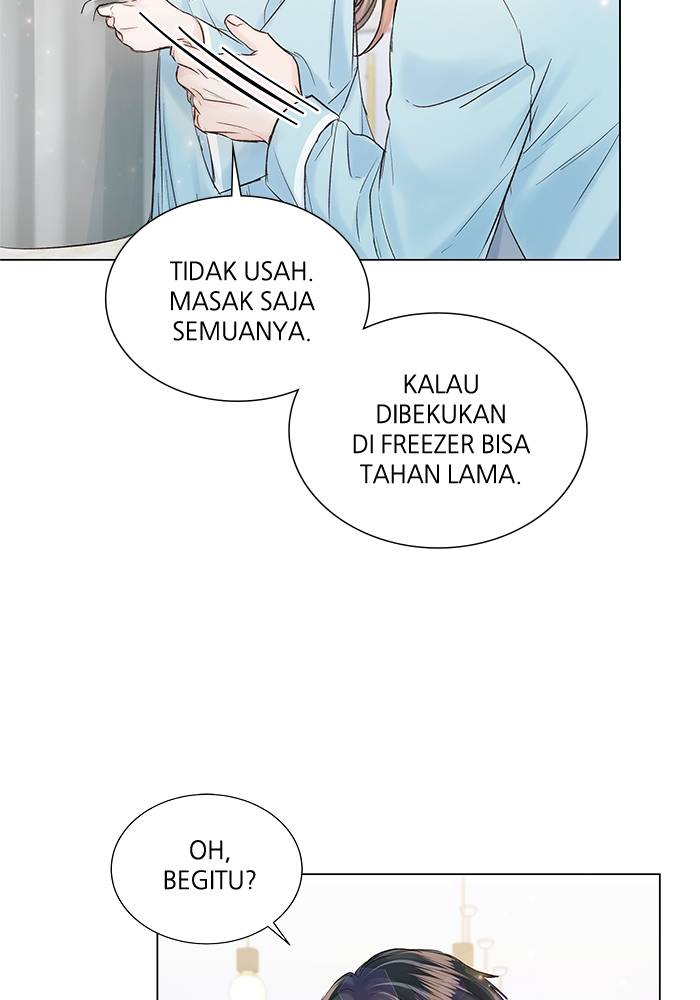 TIDAK USAH.
MASAK SAJA
SEMUANYA.
KALAU
DIBEKUKAN
DI FREEZER BISA
TAHAN LAMA.
OH,
BEGITU?